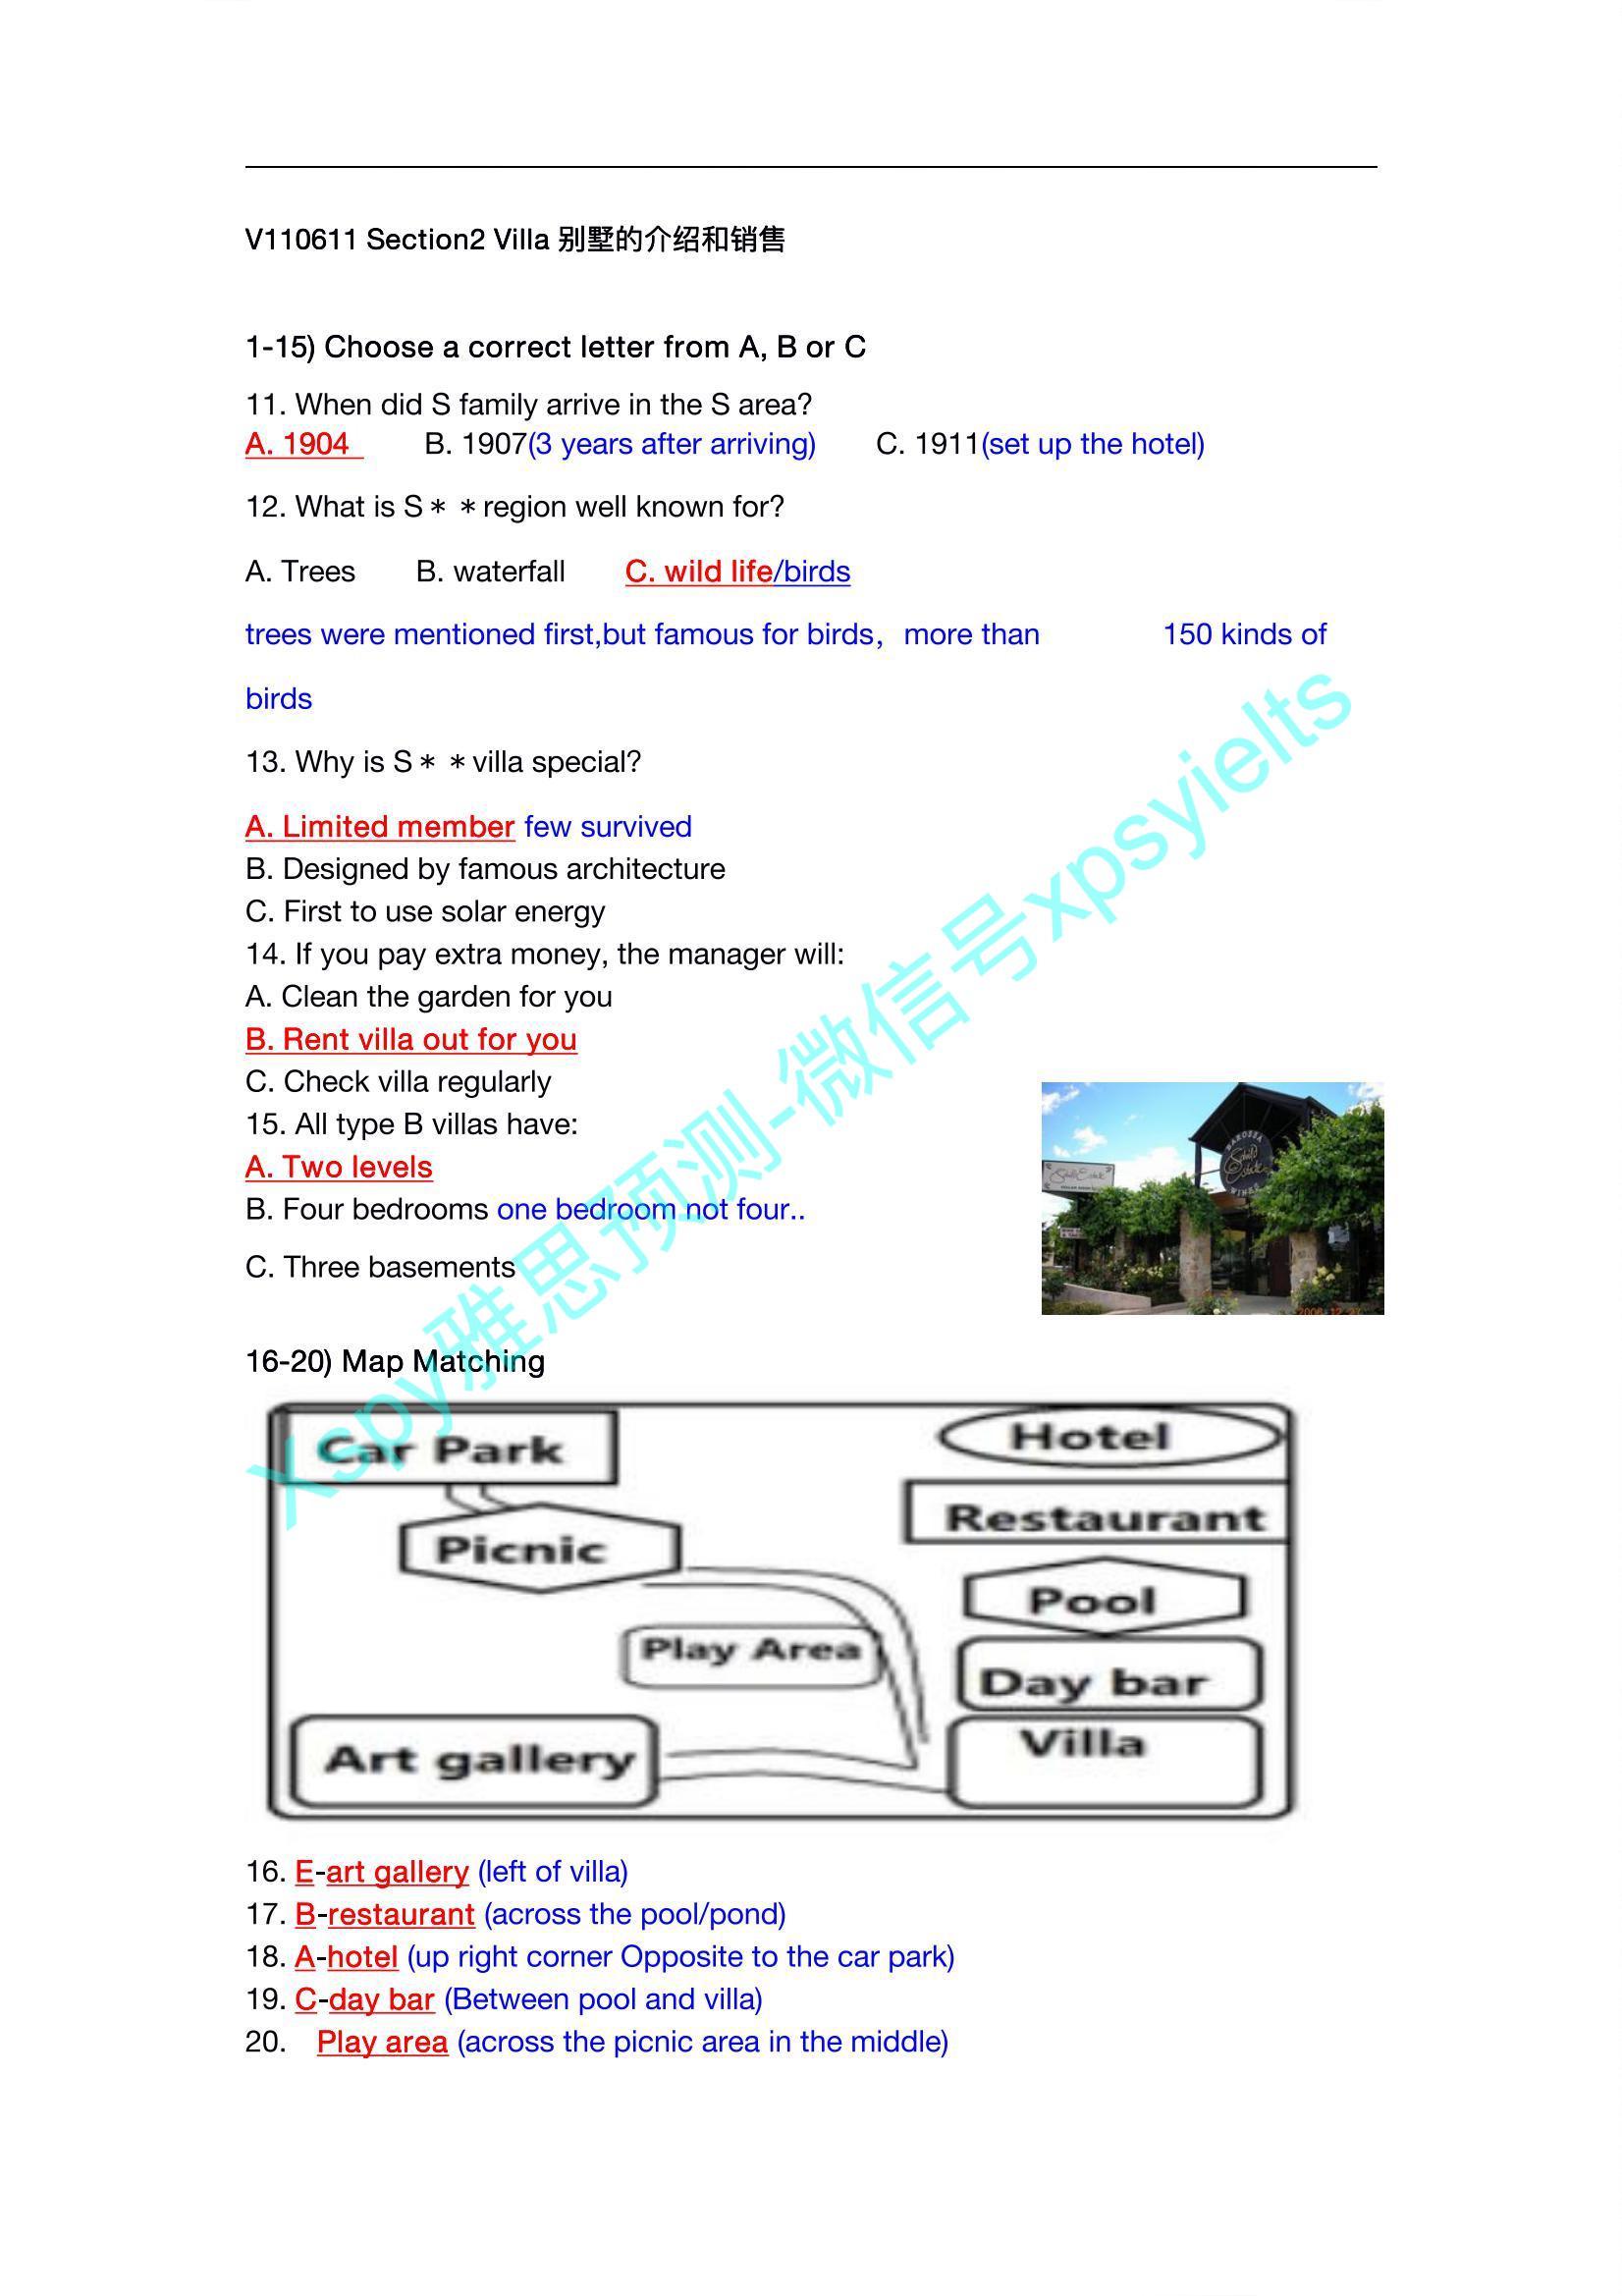 V110611 Section2 Villa 别墅的介绍和销售
1-15) Choose a correct letter from A, B or C
11. When did S family arrive in the S area?
A. 1904 B. 1907(3 years after arriving) C. 1911(set up the hotel)
12. What is S＊＊region well known for?
A. Trees B. waterfall C. wild life/birds
trees were mentioned first,but famous for birds，more than 150 kinds of
birds
13. Why is S＊＊villa special?
A. Limited member few survived
B. Designed by famous architecture
C. First to use solar energy
14. If you pay extra money, the manager will:
A. Clean the garden for you
B. Rent villa out for you
C. Check villa regularly
15. All type B villas have:
A. Two levels
B. Four bedrooms one bedroom not four..
C. Three basements
BAROSSA
Schild
Estate
WINES
Schild Estate
16-20) Map Matching
Car Park
Hotel
Restaurant
Picnic
Pool
Play Area
Day bar
Villa
Art gallery
16. E-art gallery (left of villa)
17. B-restaurant (across the pool/pond)
18. A-hotel (up right corner Opposite to the car park)
19. C-day bar (Between pool and villa)
20. Play area (across the picnic area in the middle)
Xspy雅思预测-微信号xpsyielts